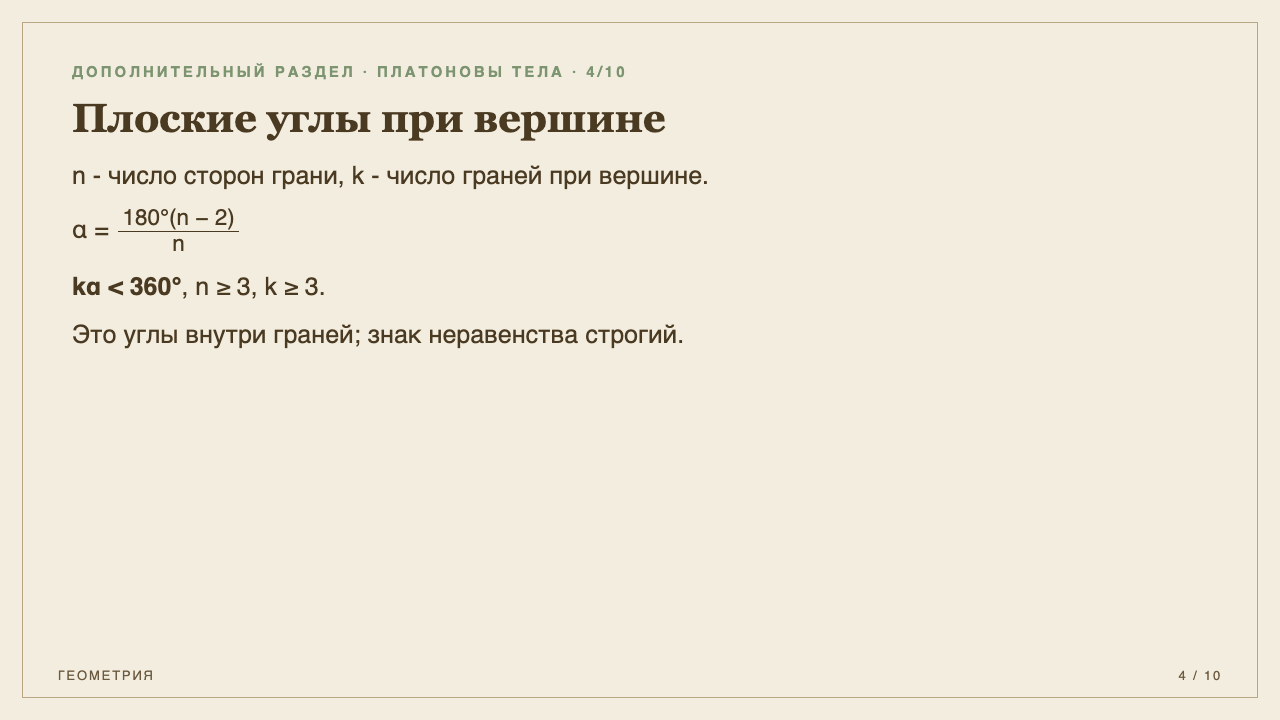 ДОПОЛНИТЕЛЬНЫЙ РАЗДЕЛ · ПЛАТОНОВЫ ТЕЛА · 4/10
Плоские углы при вершине
n - число сторон грани, k - число граней при вершине.
α = 180°(n − 2)
n
kα < 360°, n ≥ 3, k ≥ 3.
Это углы внутри граней; знак неравенства строгий.
ГЕОМЕТРИЯ
4 / 10